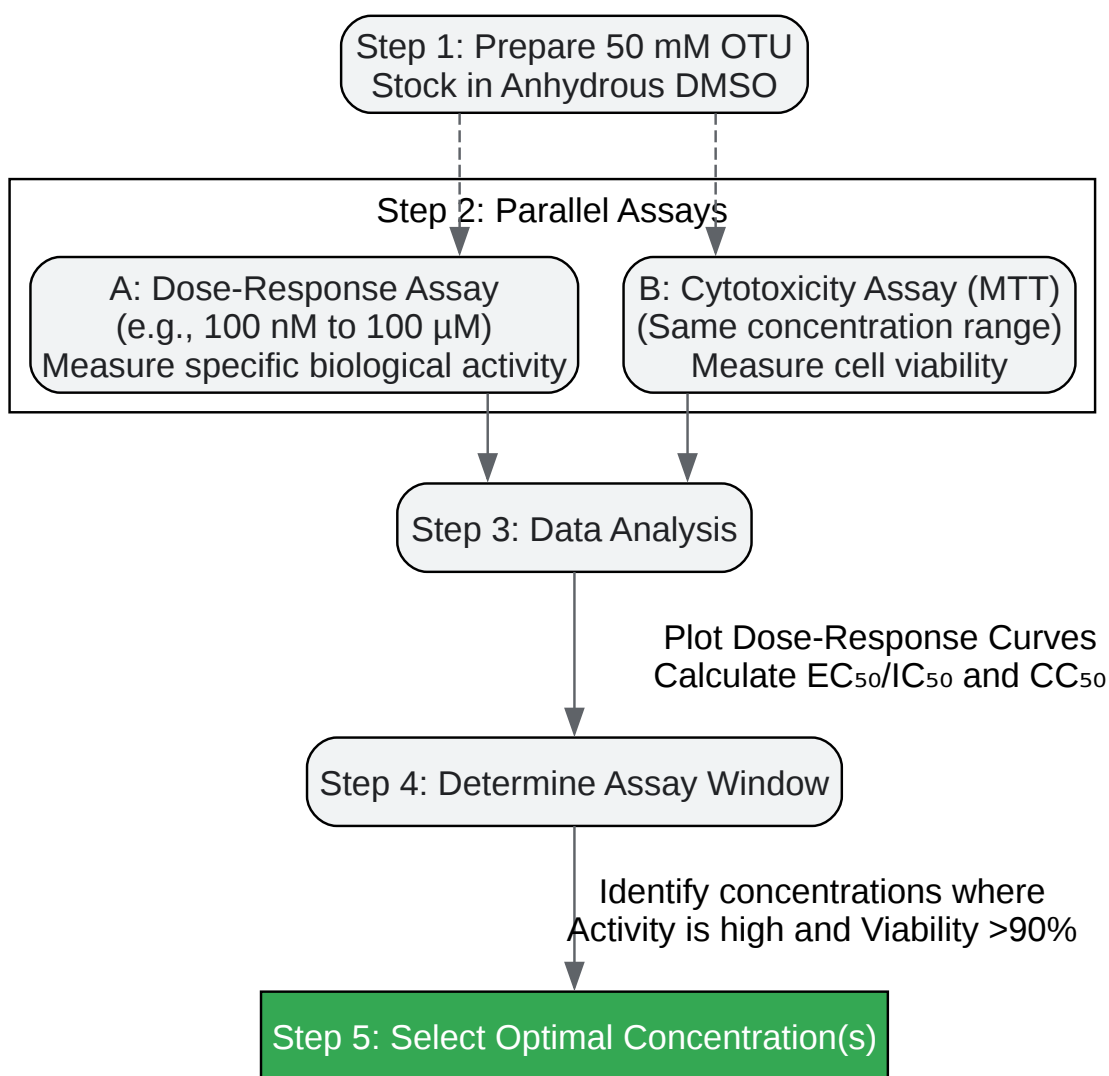 Step 1: Prepare 50 mM OTU
Stock in Anhydrous DMSO
Step 2: Parallel Assays
A: Dose-Response Assay
(e.g., 100 nM to 100 µM)
Measure specific biological activity
B: Cytotoxicity Assay (MTT)
(Same concentration range)
Measure cell viability
Step 3: Data Analysis
Plot Dose-Response Curves
Calculate EC₅₀/IC₅₀ and CC₅₀
Step 4: Determine Assay Window
Identify concentrations where
Activity is high and Viability >90%
Step 5: Select Optimal Concentration(s)